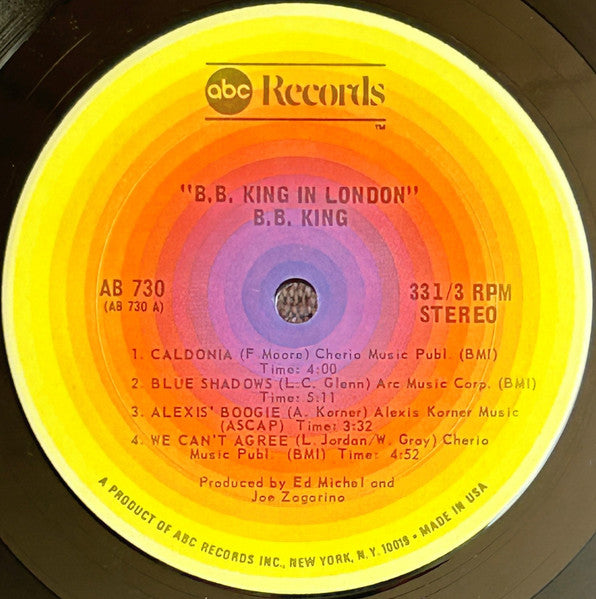 abc Records
™
"B.B. KING IN LONDON"
B.B. KING
AB 730
(AB 730 A)
33 1/3 RPM
STEREO
1. CALDONIA (F Moore) Cherio Music Publ. (BMI)
Time: 4:00
2. BLUE SHADOWS (L.C. Glenn) Arc Music Corp. (BMI)
Time: 5:11
3. ALEXIS' BOOGIE (A. Korner) Alexis Korner Music
(ASCAP) Time: 3:32
4. WE CAN'T AGREE (L. Jordan/W. Gray) Cherio
Music Publ. (BMI) Time: 4:52
Produced by Ed Michel and
Joe Zagarino
A PRODUCT OF ABC RECORDS INC., NEW YORK, N.Y. 10019 • MADE IN USA